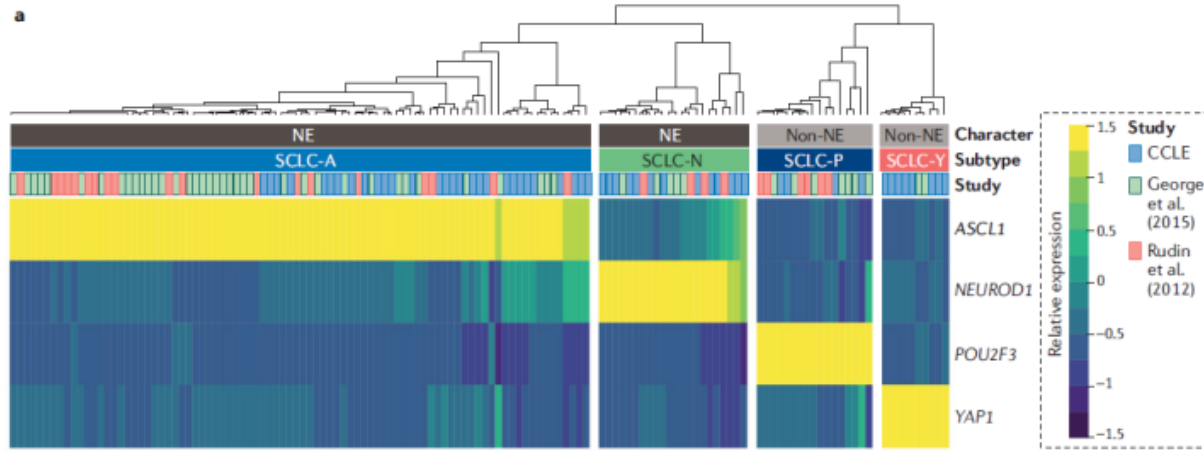 a
NE NE Non-NE Non-NE Character
SCLC-A SCLC-N SCLC-P SCLC-Y Subtype
Study
ASCL1
NEUROD1
POU2F3
YAP1
Relative expression
1.5
1
0.5
0
−0.5
−1
−1.5
Study
CCLE
George
et al.
(2015)
Rudin
et al.
(2012)